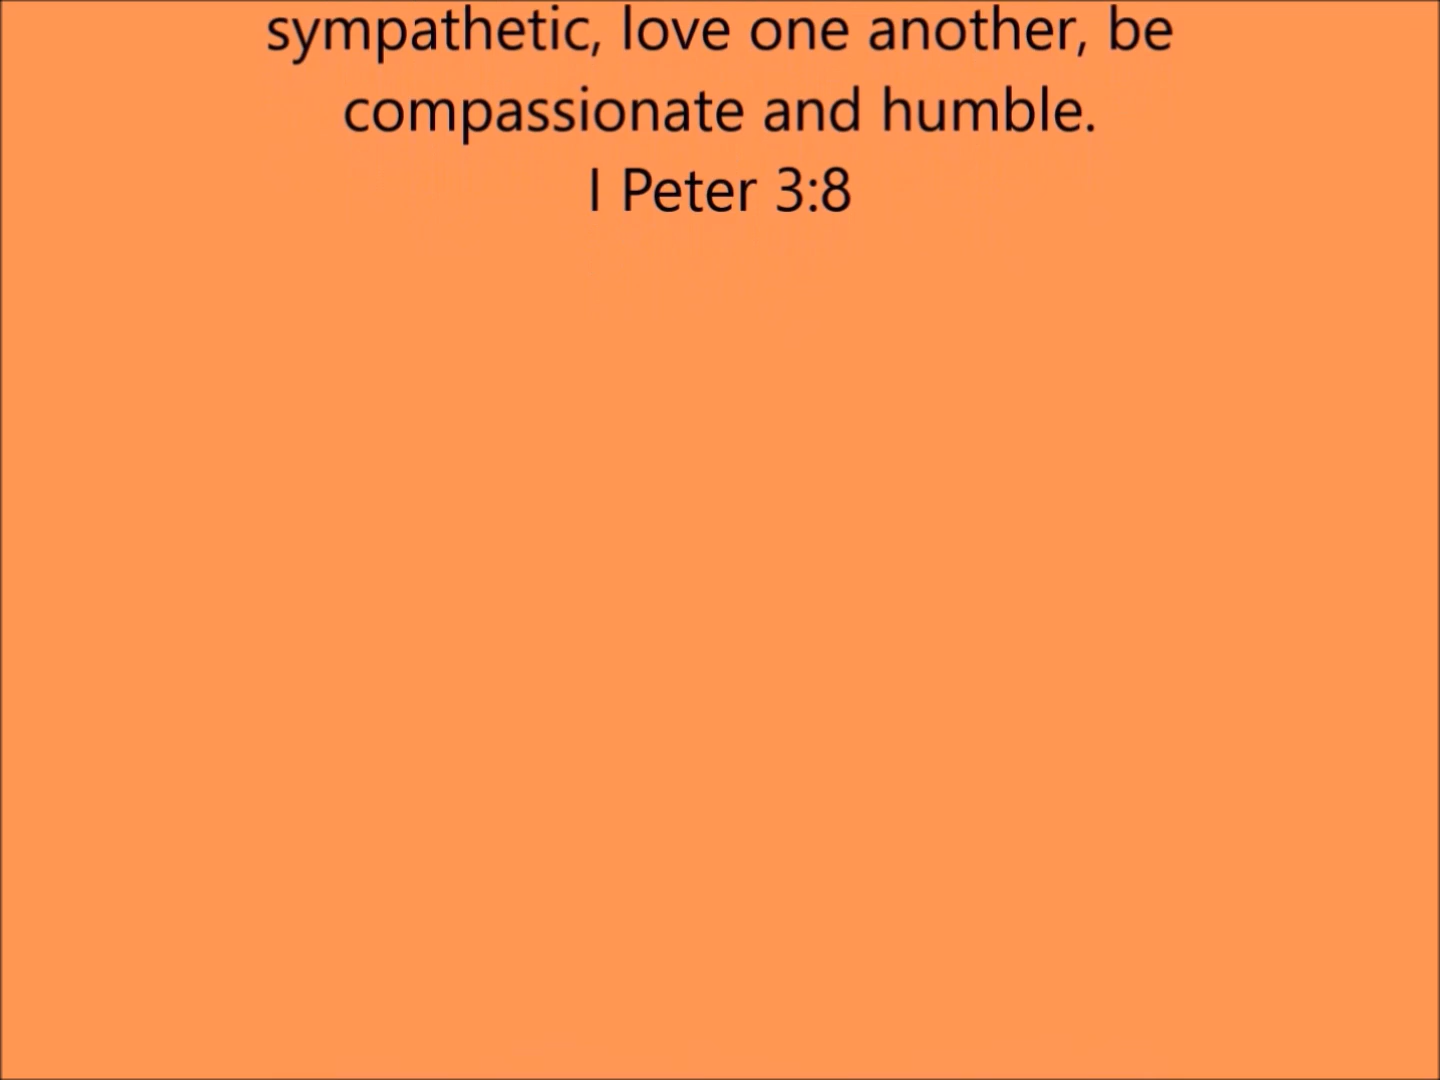 sympathetic, love one another, be
compassionate and humble.
I Peter 3:8